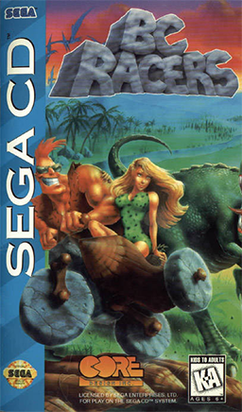 SEGA
BC
RACERS
SEGA CD
CORE
DESIGN INC.
LICENSED BY SEGA ENTERPRISES, LTD.
FOR PLAY ON THE SEGA CD™ SYSTEM.
KIDS TO ADULTS
K-A
AGES 6+
SEGA